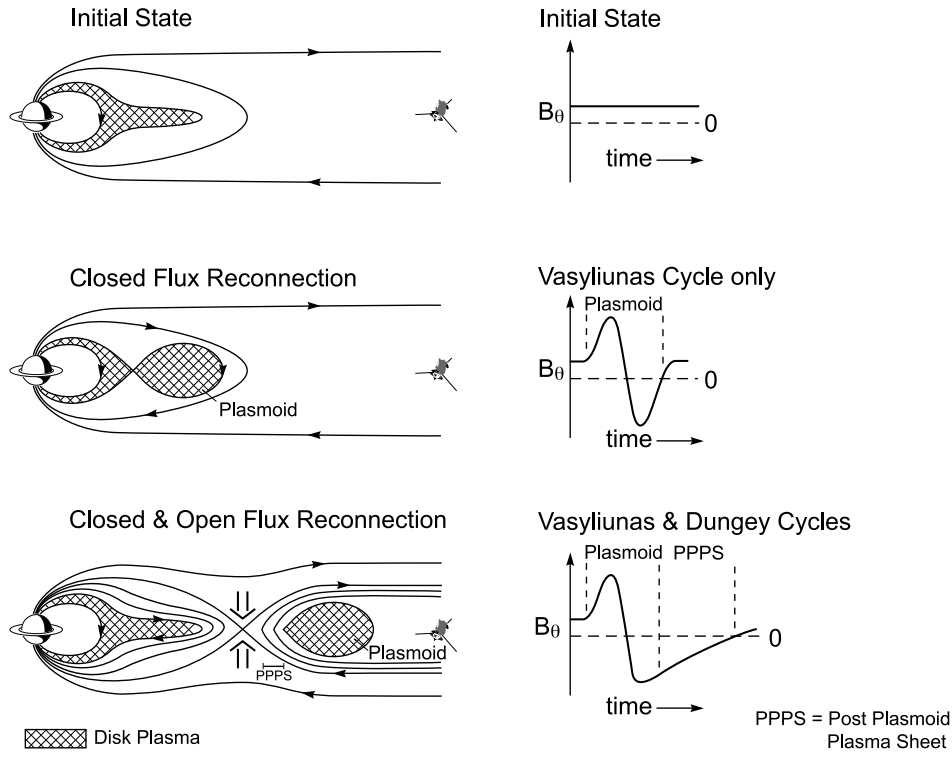 Initial State
Initial State
Bθ
0
time
Closed Flux Reconnection
Plasmoid
Vasyliunas Cycle only
Plasmoid
Bθ
0
time
Closed & Open Flux Reconnection
Plasmoid
PPPS
Vasyliunas & Dungey Cycles
Plasmoid PPPS
Bθ
0
time
Disk Plasma
PPPS = Post Plasmoid
Plasma Sheet